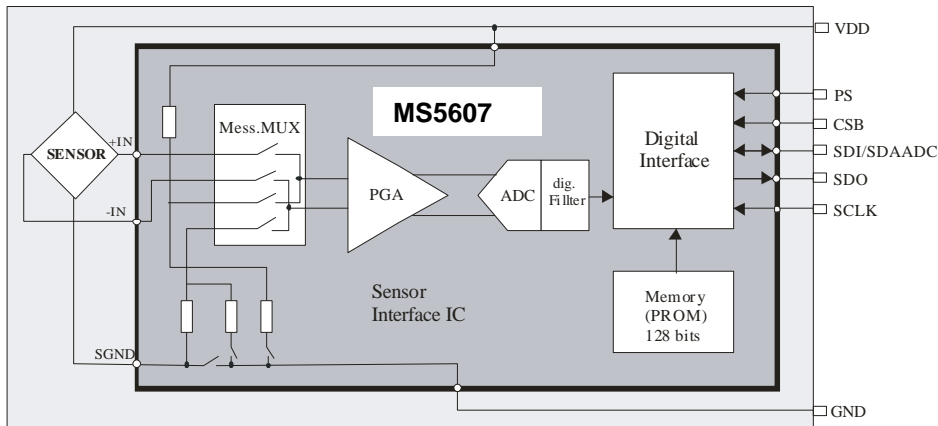 VDD
MS5607
PS
Mess.MUX
CSB
+IN
Digital
Interface
SENSOR
SDI/SDAADC
SDO
PGA
ADC
dig.
Fillter
-IN
SCLK
Sensor
Interface IC
Memory
(PROM)
128 bits
SGND
GND